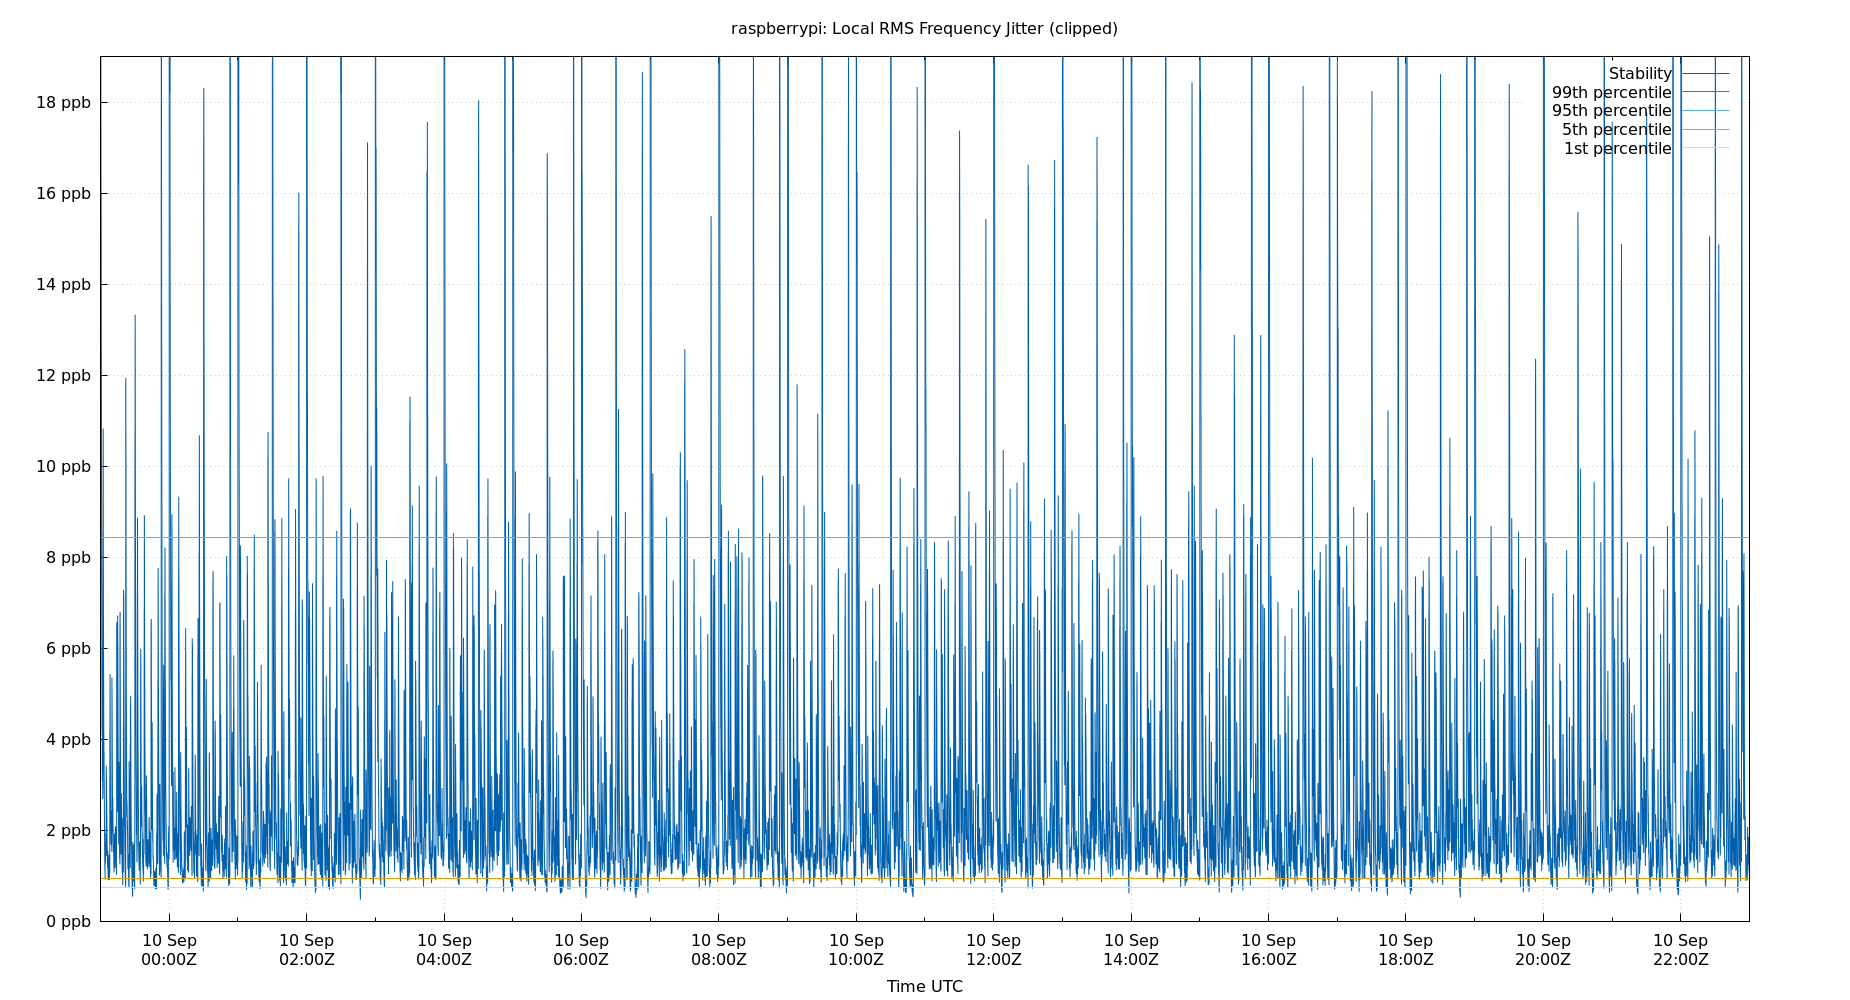 raspberrypi: Local RMS Frequency Jitter (clipped)
Stability
99th percentile
95th percentile
5th percentile
1st percentile
18 ppb
16 ppb
14 ppb
12 ppb
10 ppb
8 ppb
6 ppb
4 ppb
2 ppb
0 ppb
10 Sep 10 Sep 10 Sep 10 Sep 10 Sep 10 Sep 10 Sep 10 Sep 10 Sep 10 Sep 10 Sep 10 Sep
00:00Z 02:00Z 04:00Z 06:00Z 08:00Z 10:00Z 12:00Z 14:00Z 16:00Z 18:00Z 20:00Z 22:00Z
Time UTC